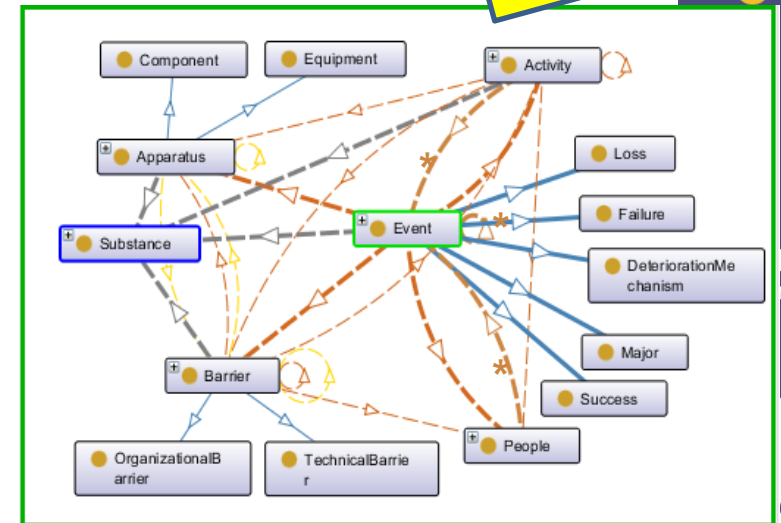 Component
Equipment
Activity
Apparatus
Loss
Failure
Substance
Event
DeteriorationMe
chanism
Major
Barrier
Success
People
OrganizationalB
arrier
TechnicalBarrie
r